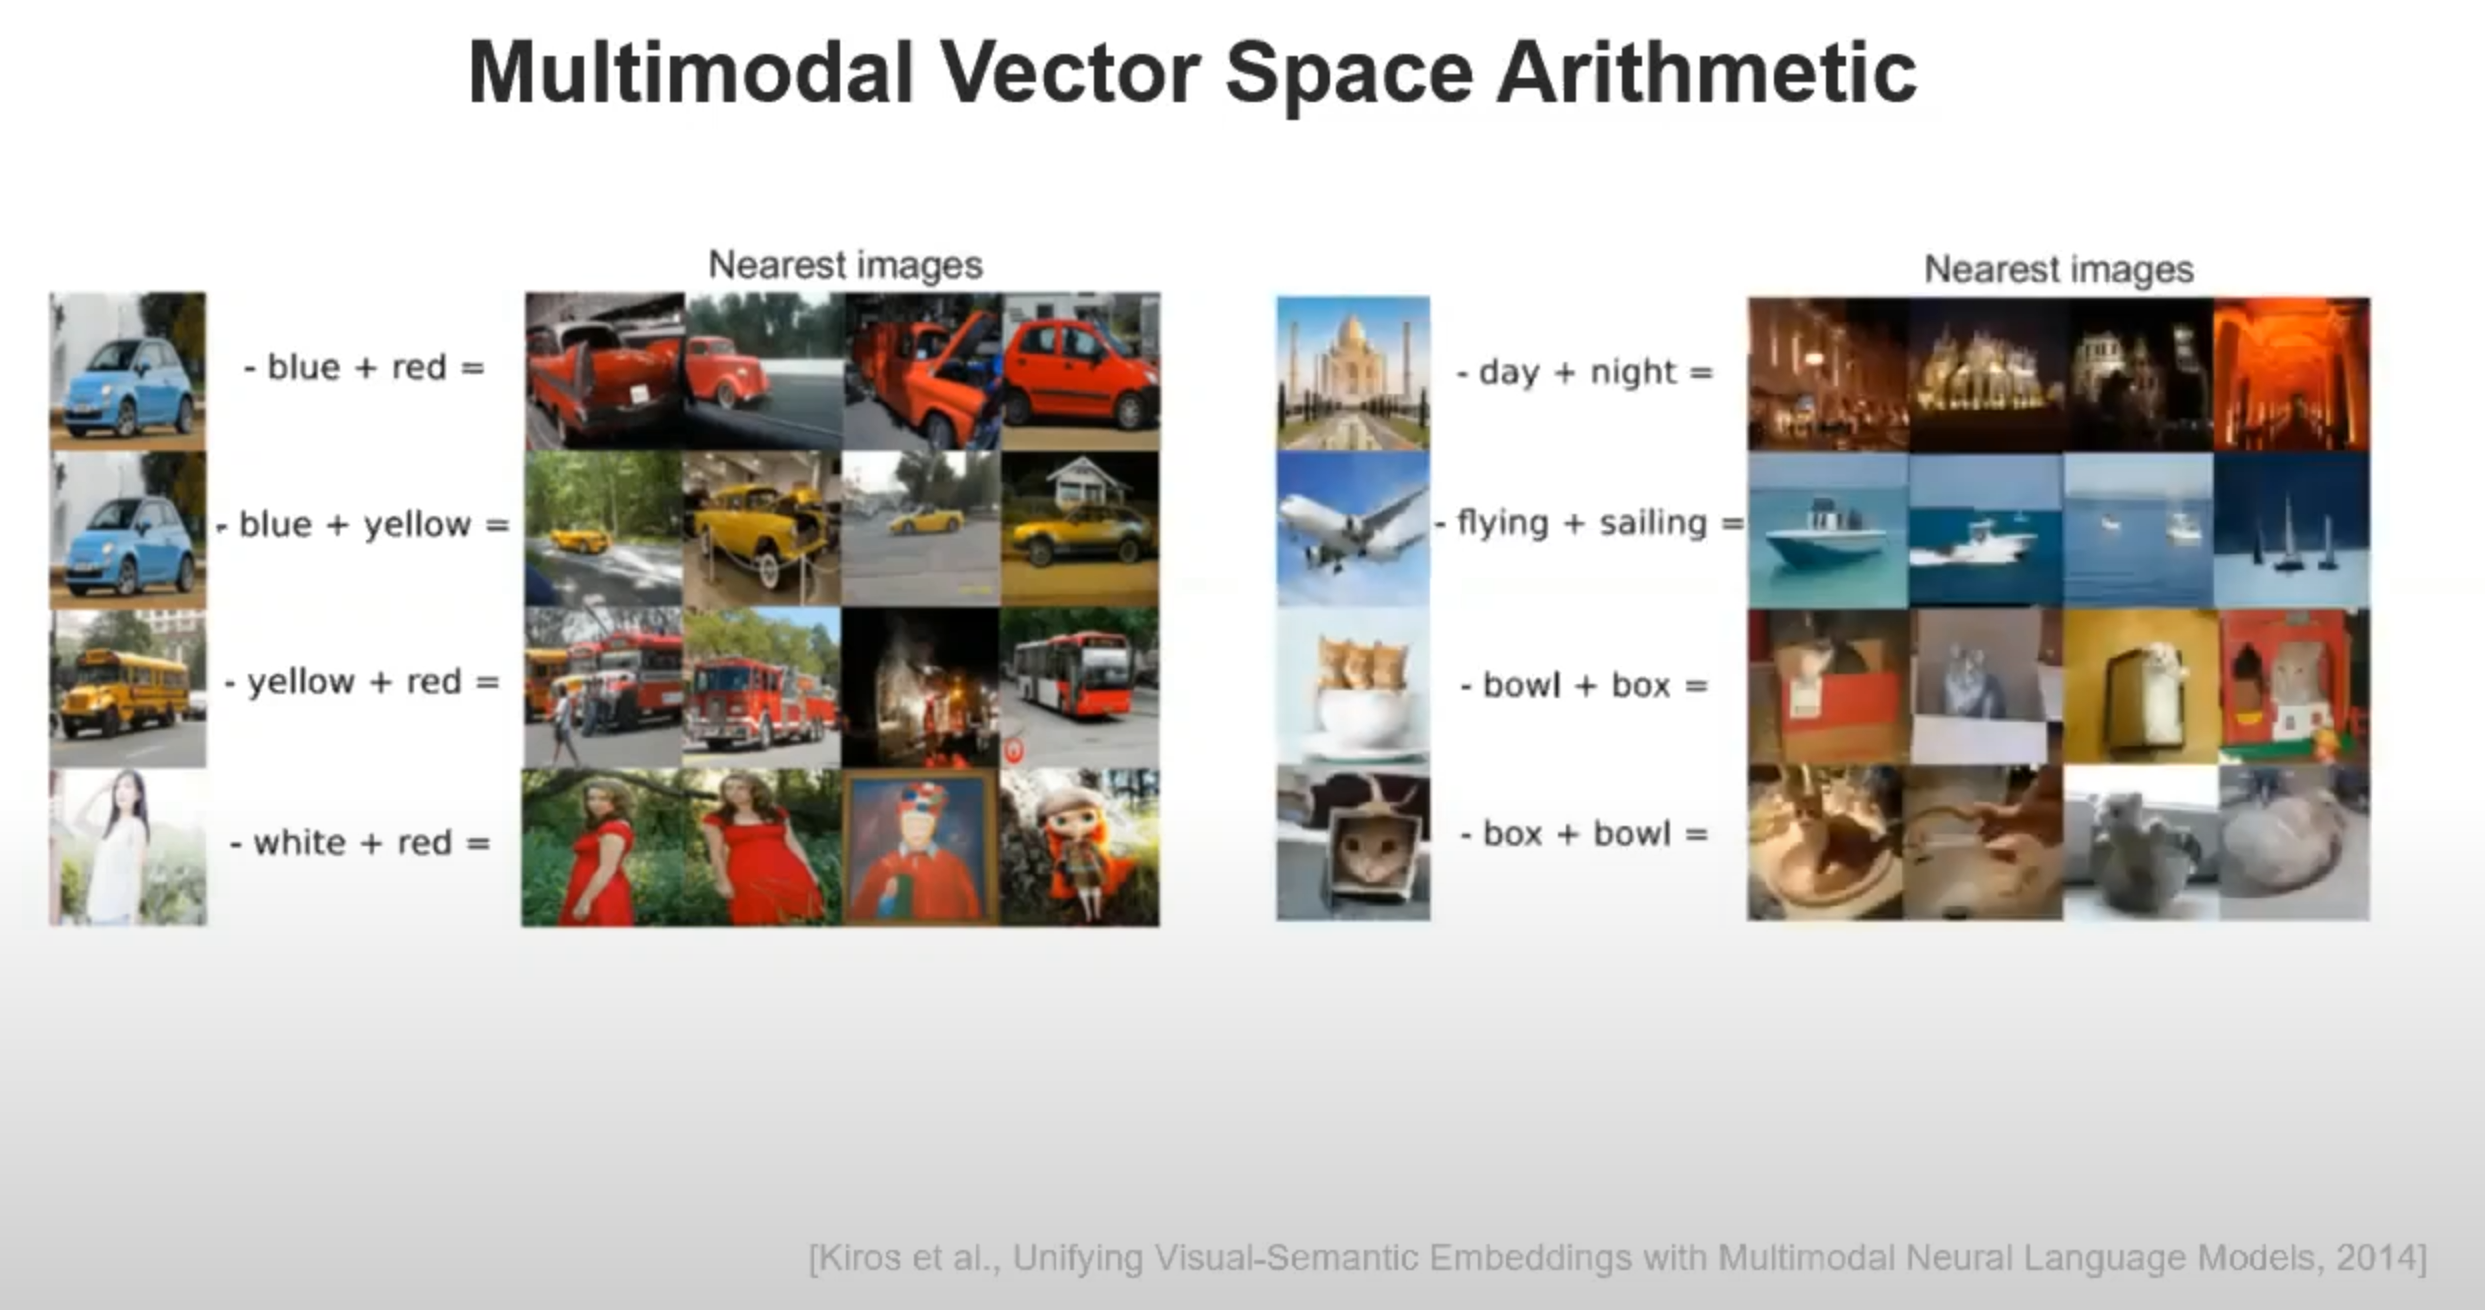 Multimodal Vector Space Arithmetic
Nearest images
- blue + red =
- blue + yellow =
- yellow + red =
- white + red =
Nearest images
- day + night =
- flying + sailing =
- bowl + box =
- box + bowl =
[Kiros et al., Unifying Visual-Semantic Embeddings with Multimodal Neural Language Models, 2014]